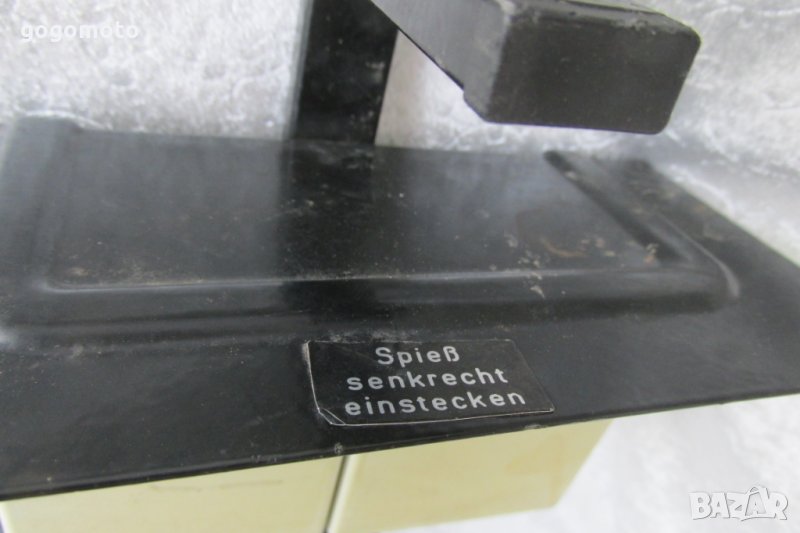 gogomoto
Spieß
senkrecht
einstecken
BAZAR